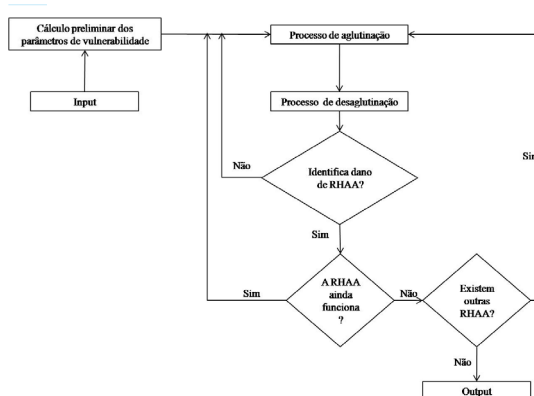 Cálculo preliminar dos
parâmetros de vulnerabilidade
Processo de aglutinação
Input
Processo de desaglutinação
Não
Identifica dano
de RHAA?
Sim
Sim
A RHAA
ainda
funciona
?
Sim
Não
Existem
outras
RHAA?
Não
Output